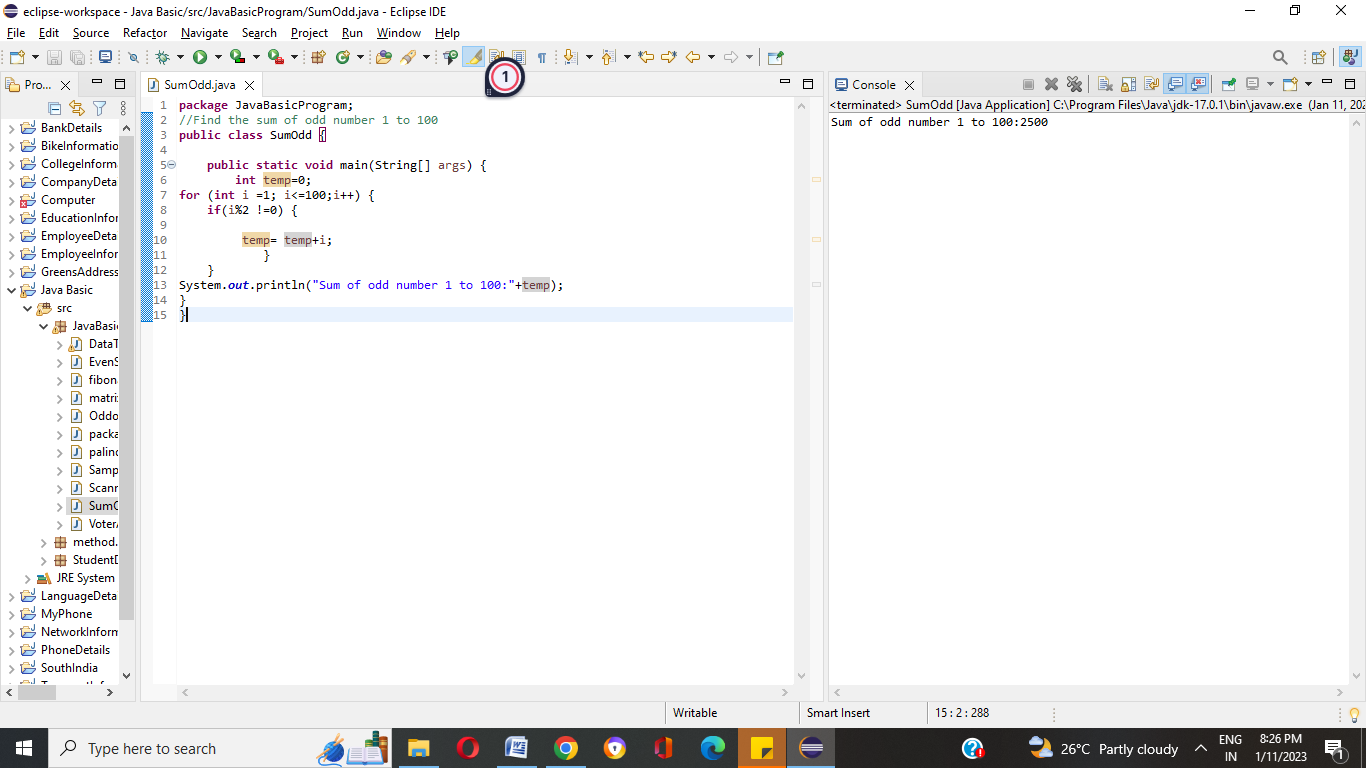 eclipse-workspace - Java Basic/src/JavaBasicProgram/SumOdd.java - Eclipse IDE
File Edit Source Refactor Navigate Search Project Run Window Help
1
Pro...
BankDetails
BikeInformatio
CollegeInform
CompanyDeta
Computer
EducationInfor
EmployeeDeta
EmployeeInfor
GreensAddress
Java Basic
src
JavaBasi
DataT
EvenS
fibon
matri
Oddo
packa
palin
Samp
Scann
SumO
Voter
method.
StudentD
JRE System
LanguageDeta
MyPhone
NetworkInform
PhoneDetails
SouthIndia
SumOdd.java
1 package JavaBasicProgram;
2 //Find the sum of odd number 1 to 100
3 public class SumOdd {
4
5 public static void main(String[] args) {
6 int temp=0;
7 for (int i =1; i<=100;i++) {
8 if(i%2 !=0) {
9
10 temp= temp+i;
11 }
12 }
13 System.out.println("Sum of odd number 1 to 100:"+temp);
14 }
15 }
Console
<terminated> SumOdd [Java Application] C:\Program Files\Java\jdk-17.0.1\bin\javaw.exe (Jan 11, 202
Sum of odd number 1 to 100:2500
Writable Smart Insert 15 : 2 : 288
Type here to search
26°C Partly cloudy
ENG
IN
8:26 PM
1/11/2023
1